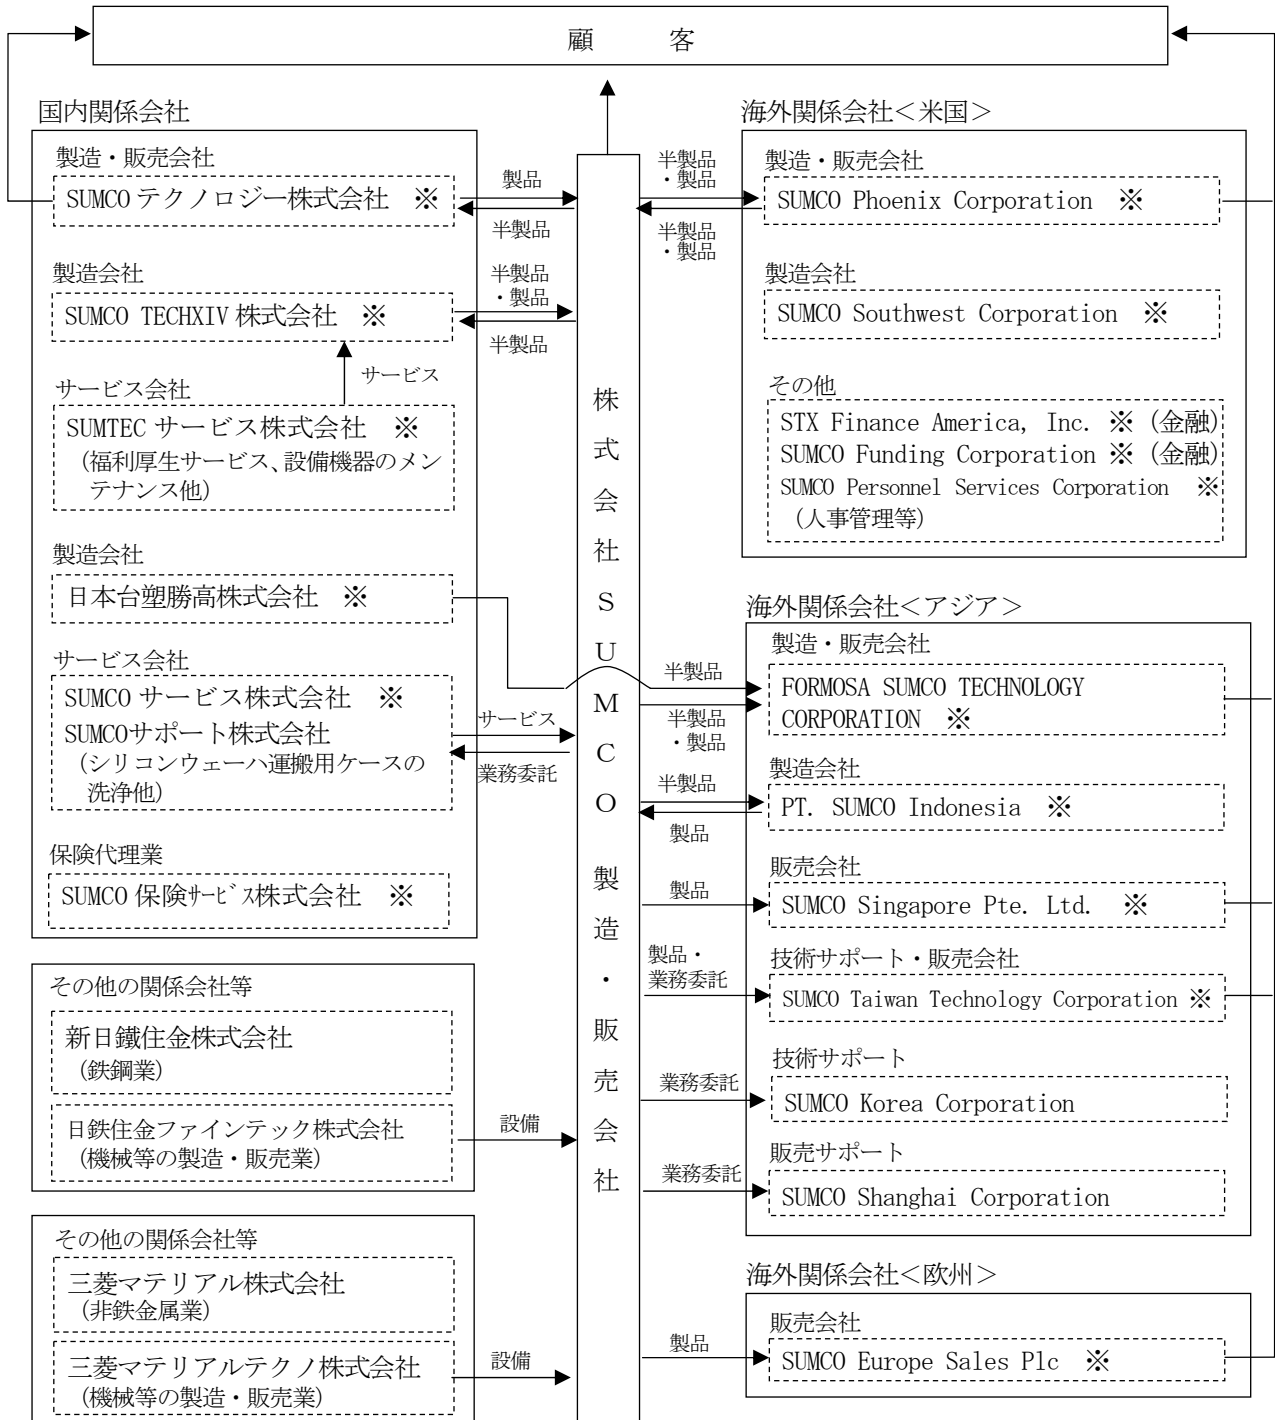 顧　客
国内関係会社
製造・販売会社
SUMCO テクノロジー株式会社 ※
製品
半製品
製造会社
SUMCO TECHXIV 株式会社 ※
半製品
・製品
半製品
サービス
サービス会社
SUMTEC サービス株式会社 ※
（福利厚生サービス、設備機器のメン
テナンス他）
製造会社
日本台塑勝高株式会社 ※
サービス会社
SUMCO サービス株式会社 ※
SUMCOサポート株式会社
（シリコンウェーハ運搬用ケースの
洗浄他）
サービス
業務委託
保険代理業
SUMCO 保険サービス株式会社 ※
その他の関係会社等
新日鐵住金株式会社
（鉄鋼業）
日鉄住金ファインテック株式会社
（機械等の製造・販売業）
設備
その他の関係会社等
三菱マテリアル株式会社
（非鉄金属業）
三菱マテリアルテクノ株式会社
（機械等の製造・販売業）
設備
株式会社SUMCO 製造・販売会社
海外関係会社＜米国＞
半製品
・製品
半製品
・製品
製造・販売会社
SUMCO Phoenix Corporation ※
製造会社
SUMCO Southwest Corporation ※
その他
STX Finance America, Inc. ※（金融）
SUMCO Funding Corporation ※（金融）
SUMCO Personnel Services Corporation ※
（人事管理等）
海外関係会社＜アジア＞
製造・販売会社
半製品
FORMOSA SUMCO TECHNOLOGY
CORPORATION ※
半製品
・製品
製造会社
半製品
PT. SUMCO Indonesia ※
製品
販売会社
製品
SUMCO Singapore Pte. Ltd. ※
技術サポート・販売会社
製品・
業務委託
SUMCO Taiwan Technology Corporation ※
技術サポート
業務委託
SUMCO Korea Corporation
販売サポート
業務委託
SUMCO Shanghai Corporation
海外関係会社＜欧州＞
販売会社
製品
SUMCO Europe Sales Plc ※